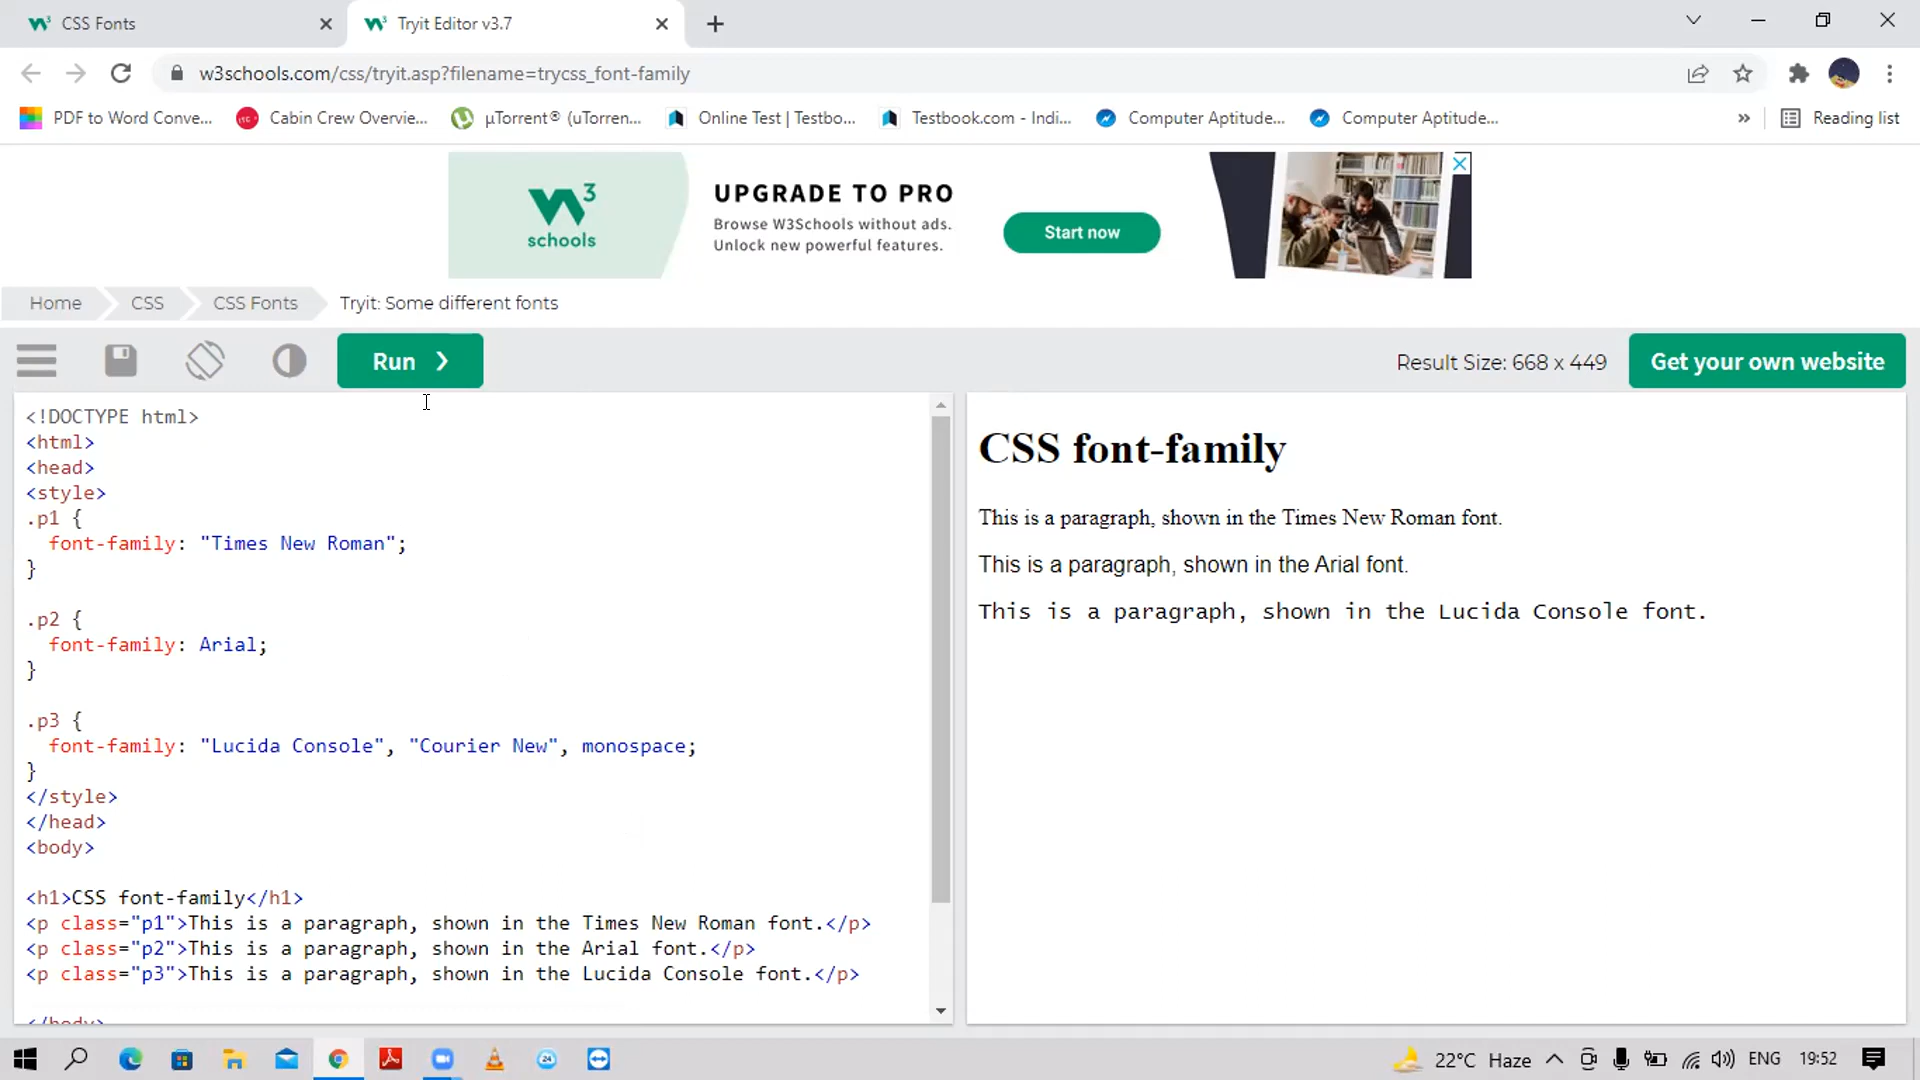 CSS Fonts
Tryit Editor v3.7
w3schools.com/css/tryit.asp?filename=trycss_font-family
PDF to Word Conve...
Cabin Crew Overvie...
µTorrent® (uTorren...
Online Test | Testbo...
Testbook.com - Indi...
Computer Aptitude...
Computer Aptitude...
»
Reading list
W3 schools
UPGRADE TO PRO
Browse W3Schools without ads.
Unlock new powerful features.
Start now
Home
CSS
CSS Fonts
Tryit: Some different fonts
Run ❯
Result Size: 668 x 449
Get your own website
<!DOCTYPE html>
<html>
<head>
<style>
.p1 {
  font-family: "Times New Roman";
}
.p2 {
  font-family: Arial;
}
.p3 {
  font-family: "Lucida Console", "Courier New", monospace;
}
</style>
</head>
<body>
<h1>CSS font-family</h1>
<p class="p1">This is a paragraph, shown in the Times New Roman font.</p>
<p class="p2">This is a paragraph, shown in the Arial font.</p>
<p class="p3">This is a paragraph, shown in the Lucida Console font.</p>
</body>
CSS font-family
This is a paragraph, shown in the Times New Roman font.
This is a paragraph, shown in the Arial font.
This is a paragraph, shown in the Lucida Console font.
24
22°C Haze
ENG
19:52